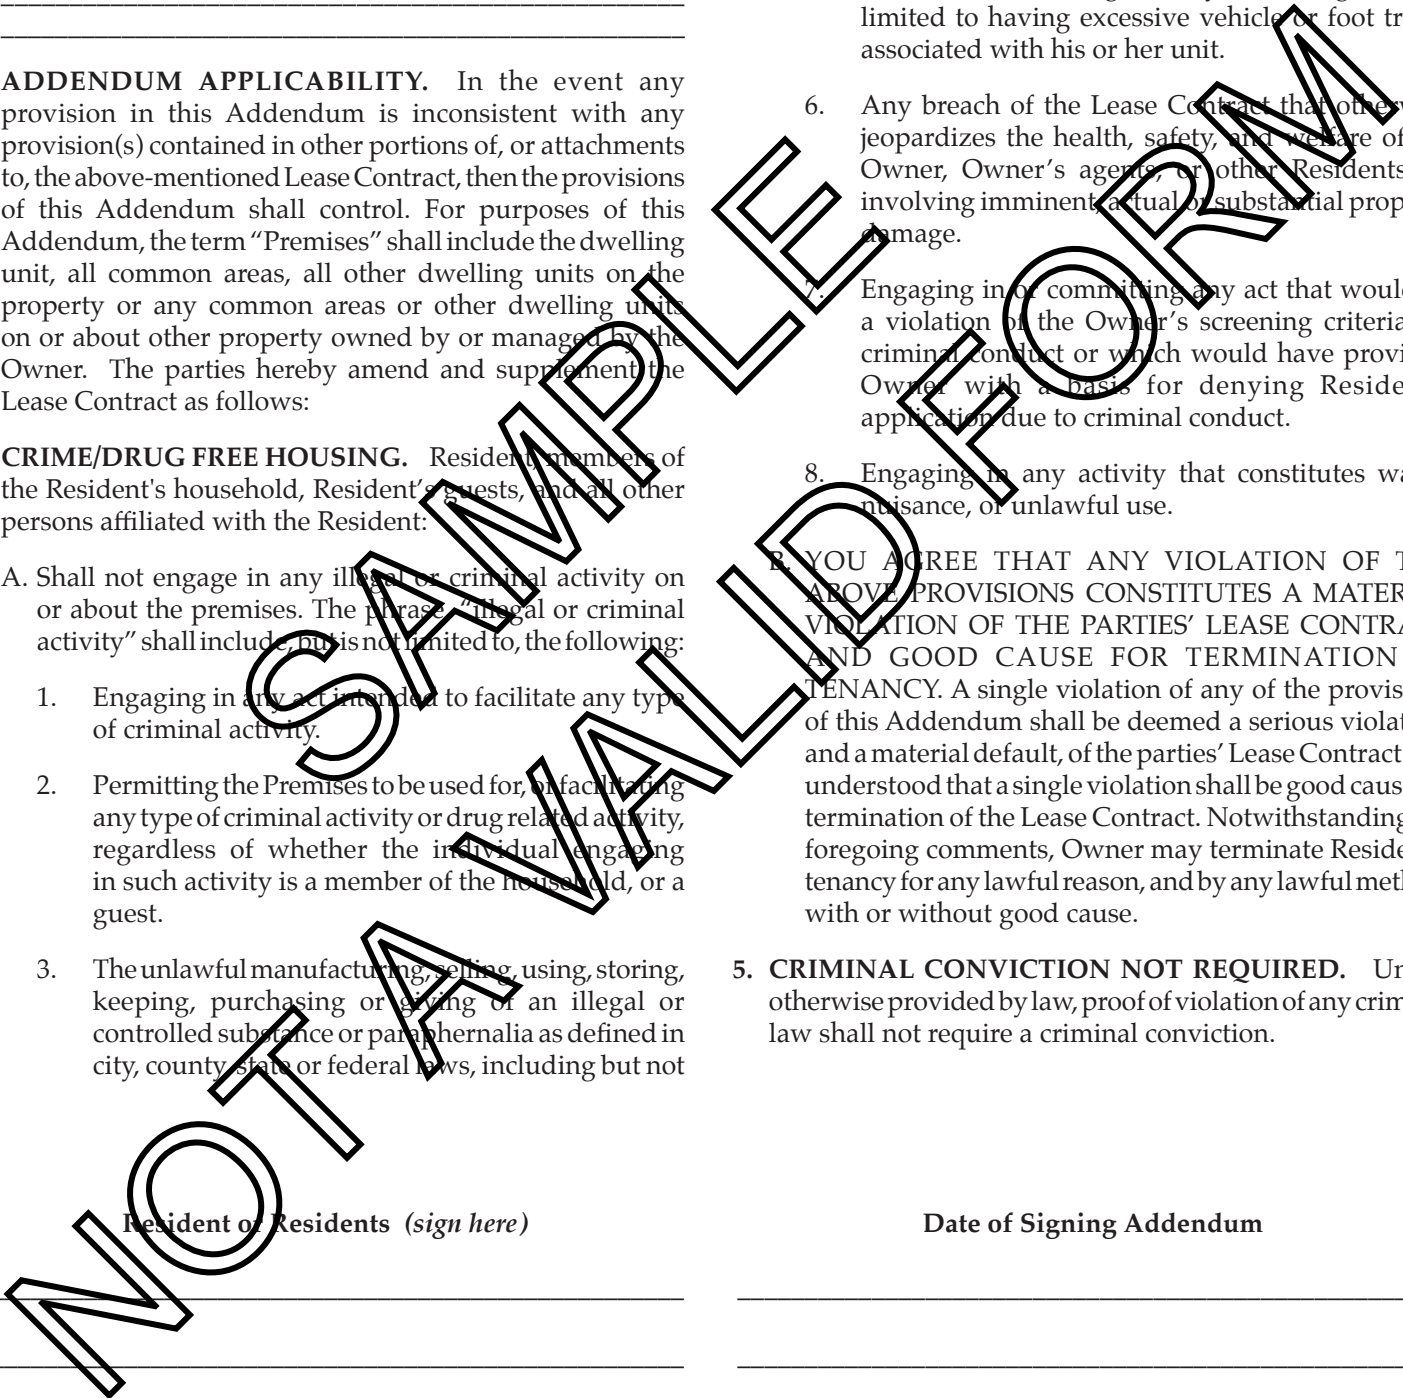 ADDENDUM APPLICABILITY. In the event any
provision in this Addendum is inconsistent with any
provision(s) contained in other portions of, or attachments
to, the above-mentioned Lease Contract, then the provisions
of this Addendum shall control. For purposes of this
Addendum, the term “Premises” shall include the dwelling
unit, all common areas, all other dwelling units on the
property or any common areas or other dwelling units
on or about other property owned by or managed by the
Owner. The parties hereby amend and supplement the
Lease Contract as follows:
CRIME/DRUG FREE HOUSING. Resident, members of
the Resident's household, Resident’s guests, and all other
persons affiliated with the Resident:
A. Shall not engage in any illegal or criminal activity on
or about the premises. The phrase, “illegal or criminal
activity” shall include, but is not limited to, the following:
1. Engaging in any act intended to facilitate any type
of criminal activity.
2. Permitting the Premises to be used for, or facilitating
any type of criminal activity or drug related activity,
regardless of whether the individual engaging
in such activity is a member of the household, or a
guest.
3. The unlawful manufacturing, selling, using, storing,
keeping, purchasing or giving of an illegal or
controlled substance or paraphernalia as defined in
city, county, state or federal laws, including but not
limited to having excessive vehicle or foot tr
associated with his or her unit.
6. Any breach of the Lease Contract that otherw
jeopardizes the health, safety, and welfare of
Owner, Owner’s agents, or other Residents
involving imminent, actual or substantial prop
damage.
7. Engaging in or committing any act that would
a violation of the Owner’s screening criteria
criminal conduct or which would have provi
Owner with a basis for denying Reside
application due to criminal conduct.
8. Engaging in any activity that constitutes wa
nuisance, or unlawful use.
B. YOU AGREE THAT ANY VIOLATION OF T
ABOVE PROVISIONS CONSTITUTES A MATER
VIOLATION OF THE PARTIES’ LEASE CONTRA
AND GOOD CAUSE FOR TERMINATION
TENANCY. A single violation of any of the provis
of this Addendum shall be deemed a serious violat
and a material default, of the parties’ Lease Contract
understood that a single violation shall be good caus
termination of the Lease Contract. Notwithstanding
foregoing comments, Owner may terminate Reside
tenancy for any lawful reason, and by any lawful meth
with or without good cause.
5. CRIMINAL CONVICTION NOT REQUIRED. Un
otherwise provided by law, proof of violation of any crim
law shall not require a criminal conviction.
Resident or Residents (sign here)
Date of Signing Addendum
SAMPLE
NOT A VALID FORM